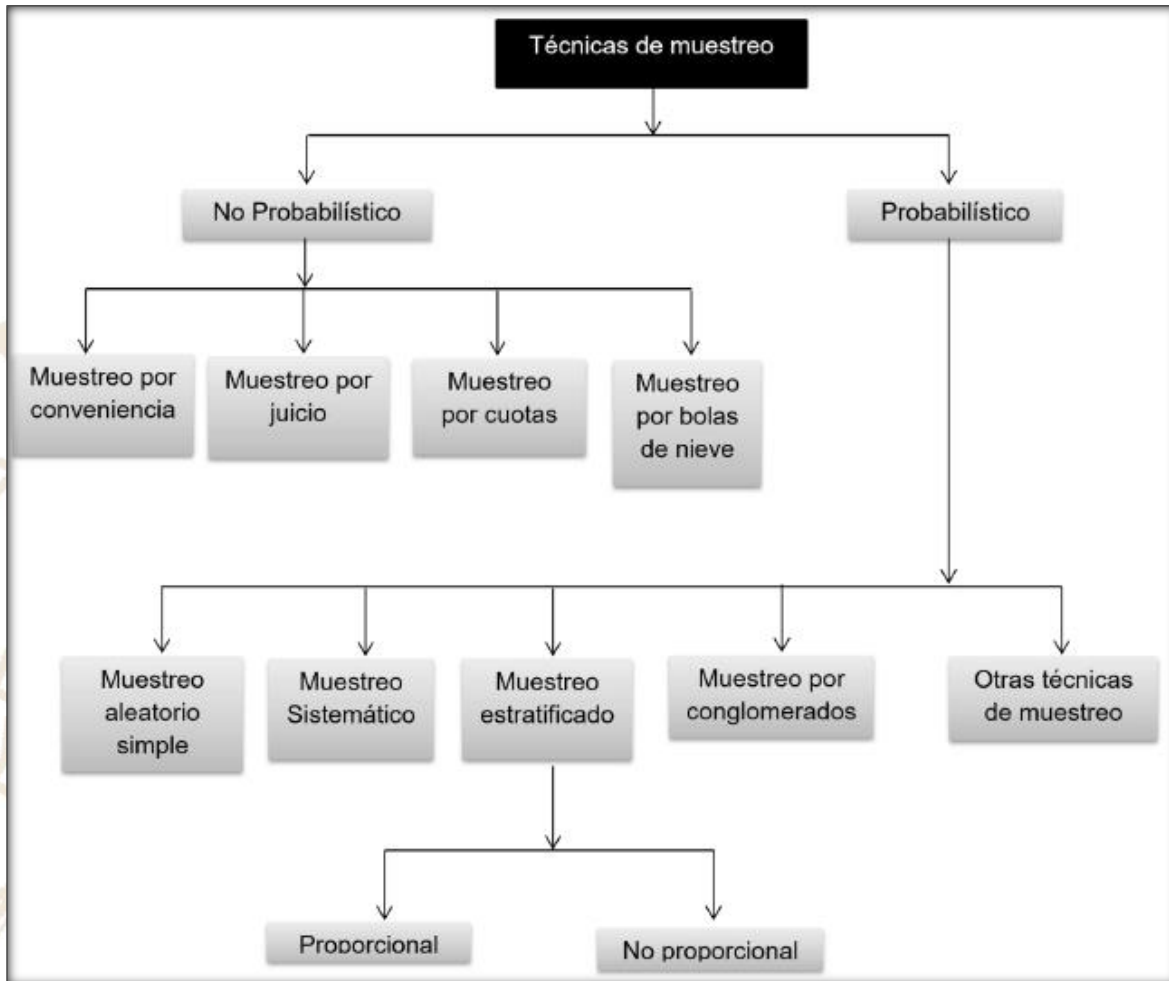 Técnicas de muestreo
No Probabilístico
Probabilístico
Muestreo por
conveniencia
Muestreo por
juicio
Muestreo
por cuotas
Muestreo
por bolas
de nieve
Muestreo
aleatorio
simple
Muestreo
Sistemático
Muestreo
estratificado
Muestreo por
conglomerados
Otras técnicas
de muestreo
Proporcional
No proporcional